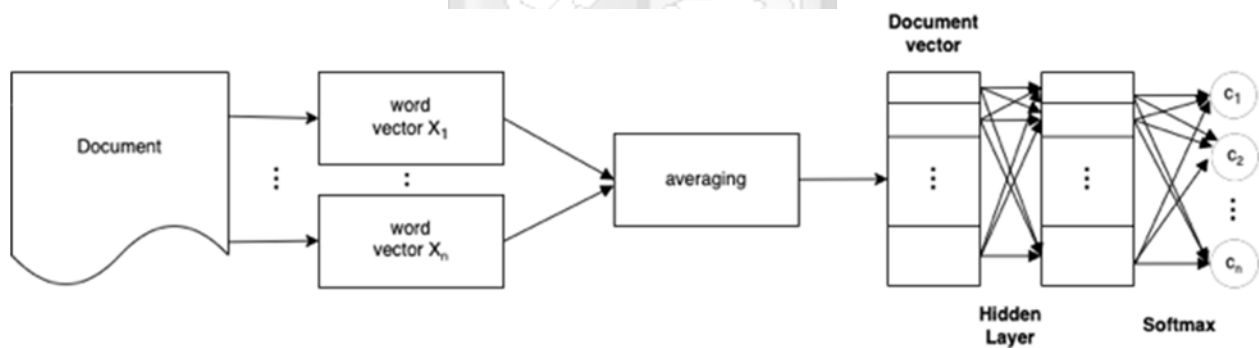 Document
word
vector X1
⋮
word
vector Xn
averaging
Document
vector
Hidden
Layer
c1
c2
cn
Softmax